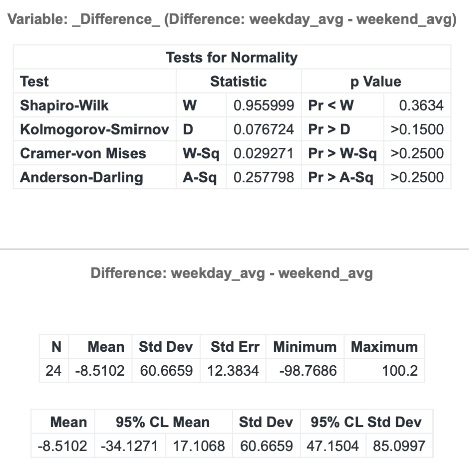 Variable: _Difference_ (Difference: weekday_avg - weekend_avg)
Tests for Normality
Test Statistic p Value
Shapiro-Wilk W 0.955999 Pr < W 0.3634
Kolmogorov-Smirnov D 0.076724 Pr > D >0.1500
Cramer-von Mises W-Sq 0.029271 Pr > W-Sq >0.2500
Anderson-Darling A-Sq 0.257798 Pr > A-Sq >0.2500
Difference: weekday_avg - weekend_avg
N Mean Std Dev Std Err Minimum Maximum
24 -8.5102 60.6659 12.3834 -98.7686 100.2
Mean 95% CL Mean Std Dev 95% CL Std Dev
-8.5102 -34.1271 17.1068 60.6659 47.1504 85.0997